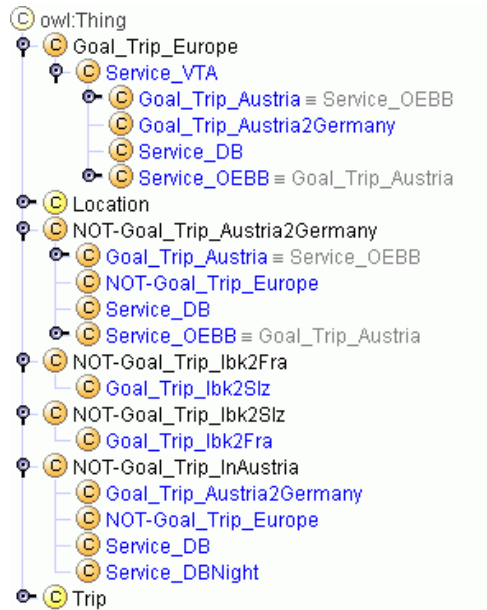 owl:Thing
Goal_Trip_Europe
Service_VTA
Goal_Trip_Austria ≡ Service_OEBB
Goal_Trip_Austria2Germany
Service_DB
Service_OEBB ≡ Goal_Trip_Austria
Location
NOT-Goal_Trip_Austria2Germany
Goal_Trip_Austria ≡ Service_OEBB
NOT-Goal_Trip_Europe
Service_DB
Service_OEBB ≡ Goal_Trip_Austria
NOT-Goal_Trip_Ibk2Fra
Goal_Trip_Ibk2Slz
NOT-Goal_Trip_Ibk2Slz
Goal_Trip_Ibk2Fra
NOT-Goal_Trip_InAustria
Goal_Trip_Austria2Germany
NOT-Goal_Trip_Europe
Service_DB
Service_DBNight
Trip